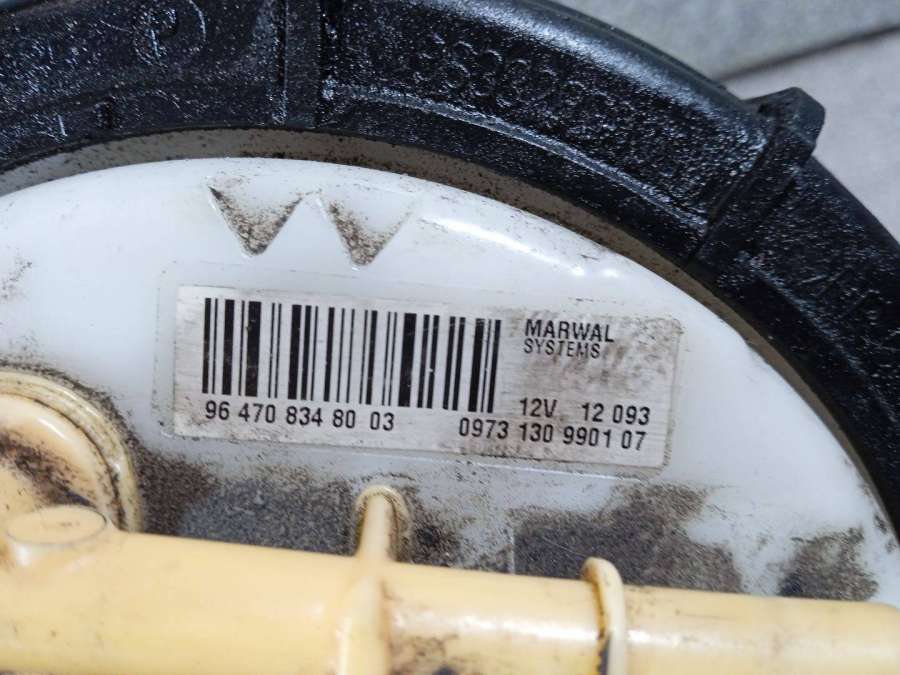 MARWAL
SYSTEMS
12V 12 093
96 470 834 80 03
0973 130 9901 07